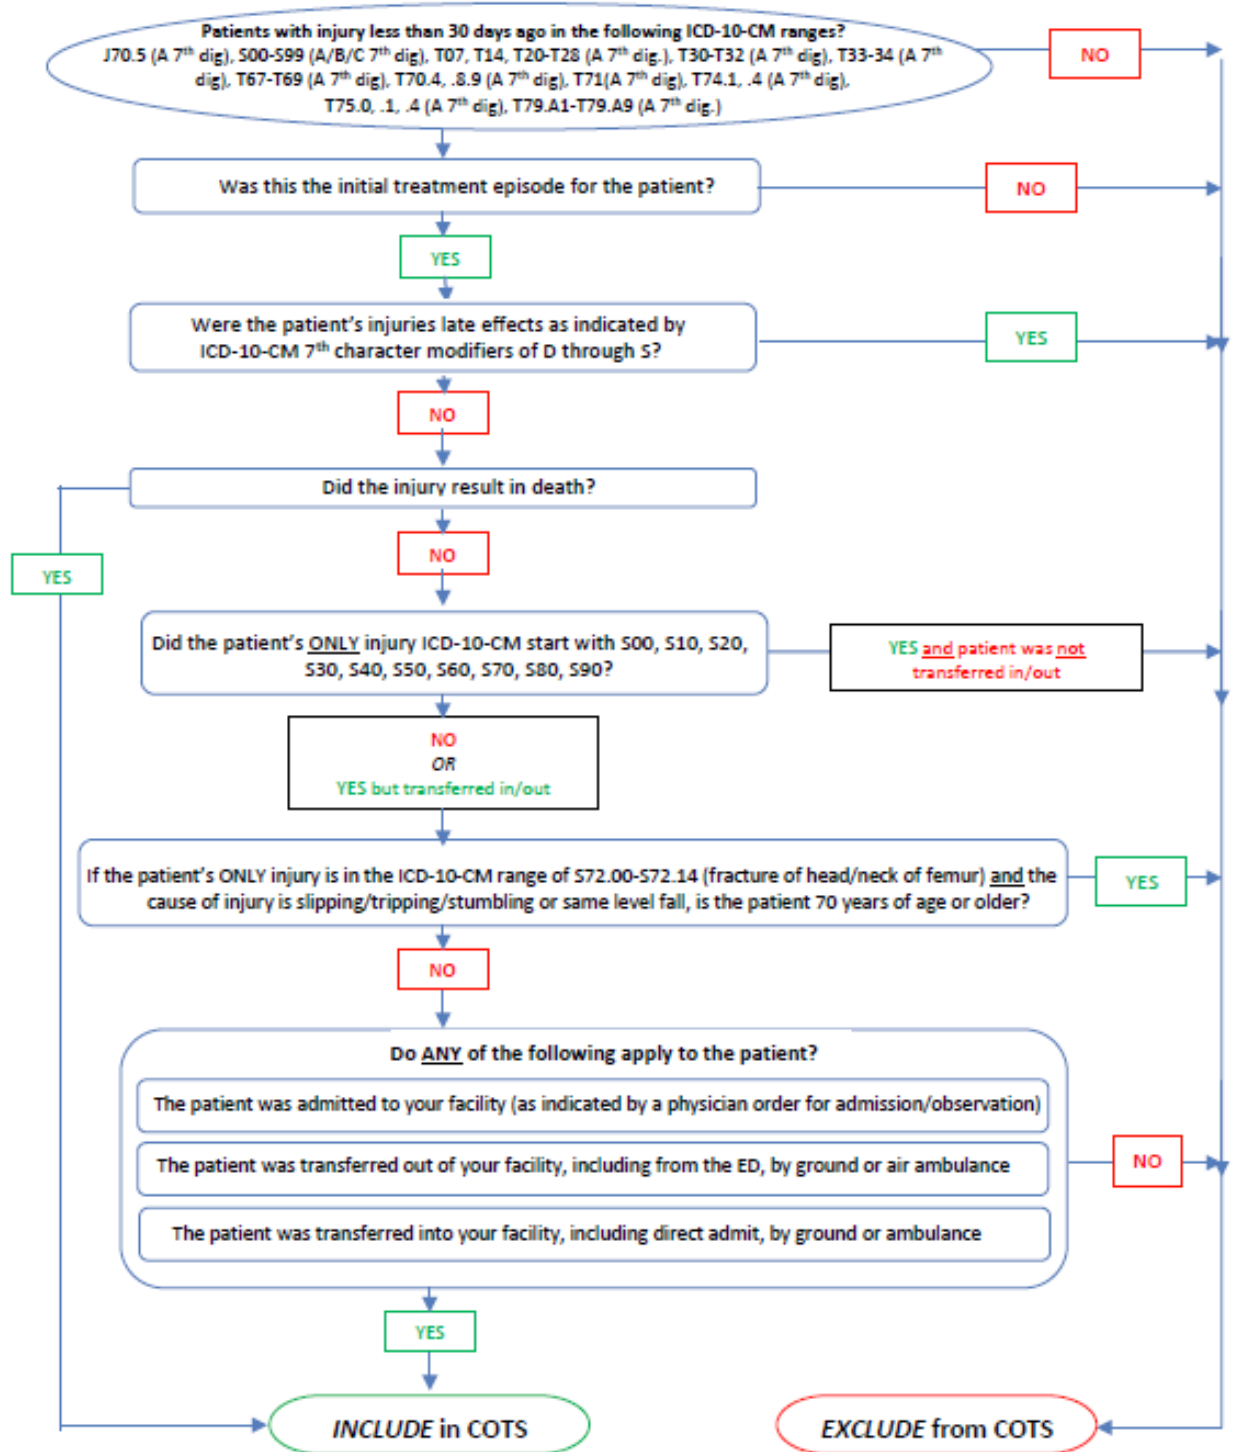 Patients with injury less than 30 days ago in the following ICD-10-CM ranges?
J70.5 (A 7th dig), S00-S99 (A/B/C 7th dig), T07, T14, T20-T28 (A 7th dig.), T30-T32 (A 7th dig), T33-34 (A 7th
dig), T67-T69 (A 7th dig), T70.4, .8.9 (A 7th dig), T71(A 7th dig), T74.1, .4 (A 7th dig),
T75.0, .1, .4 (A 7th dig), T79.A1-T79.A9 (A 7th dig.)
NO
Was this the initial treatment episode for the patient?
NO
YES
Were the patient's injuries late effects as indicated by
ICD-10-CM 7th character modifiers of D through S?
YES
NO
Did the injury result in death?
NO
YES
Did the patient's ONLY injury ICD-10-CM start with S00, S10, S20,
S30, S40, S50, S60, S70, S80, S90?
YES and patient was not
transferred in/out
NO
OR
YES but transferred in/out
If the patient's ONLY injury is in the ICD-10-CM range of S72.00-S72.14 (fracture of head/neck of femur) and the
cause of injury is slipping/tripping/stumbling or same level fall, is the patient 70 years of age or older?
YES
NO
Do ANY of the following apply to the patient?
The patient was admitted to your facility (as indicated by a physician order for admission/observation)
The patient was transferred out of your facility, including from the ED, by ground or air ambulance
NO
The patient was transferred into your facility, including direct admit, by ground or ambulance
YES
INCLUDE in COTS
EXCLUDE from COTS